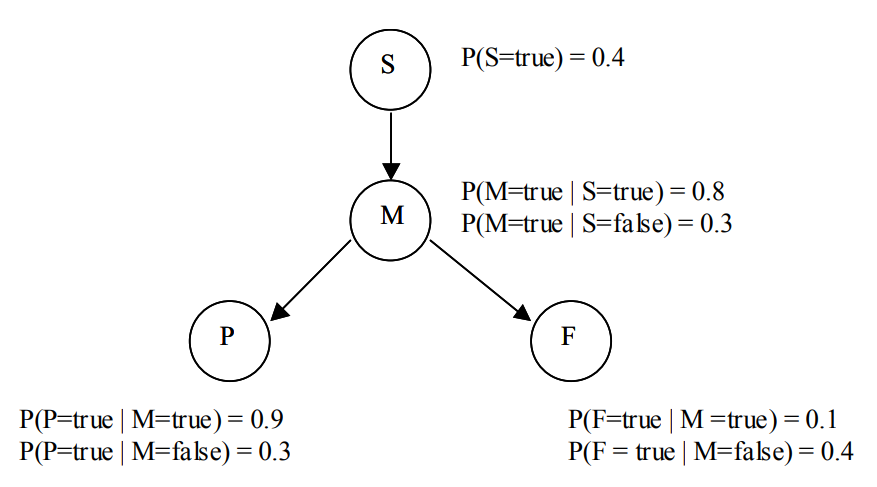 S
P(S=true) = 0.4
M
P(M=true | S=true) = 0.8
P(M=true | S=false) = 0.3
P
F
P(P=true | M=true) = 0.9
P(P=true | M=false) = 0.3
P(F=true | M =true) = 0.1
P(F = true | M=false) = 0.4